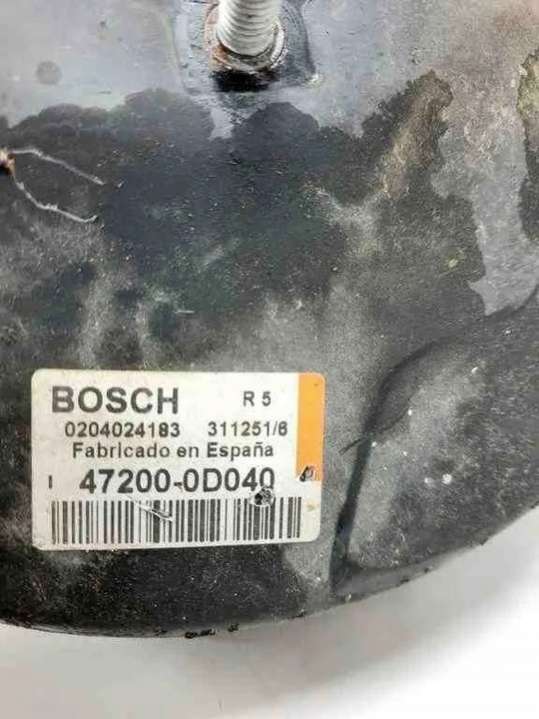 BOSCH R 5
0204024183 311251/6
Fabricado en España
I 47200-0D040